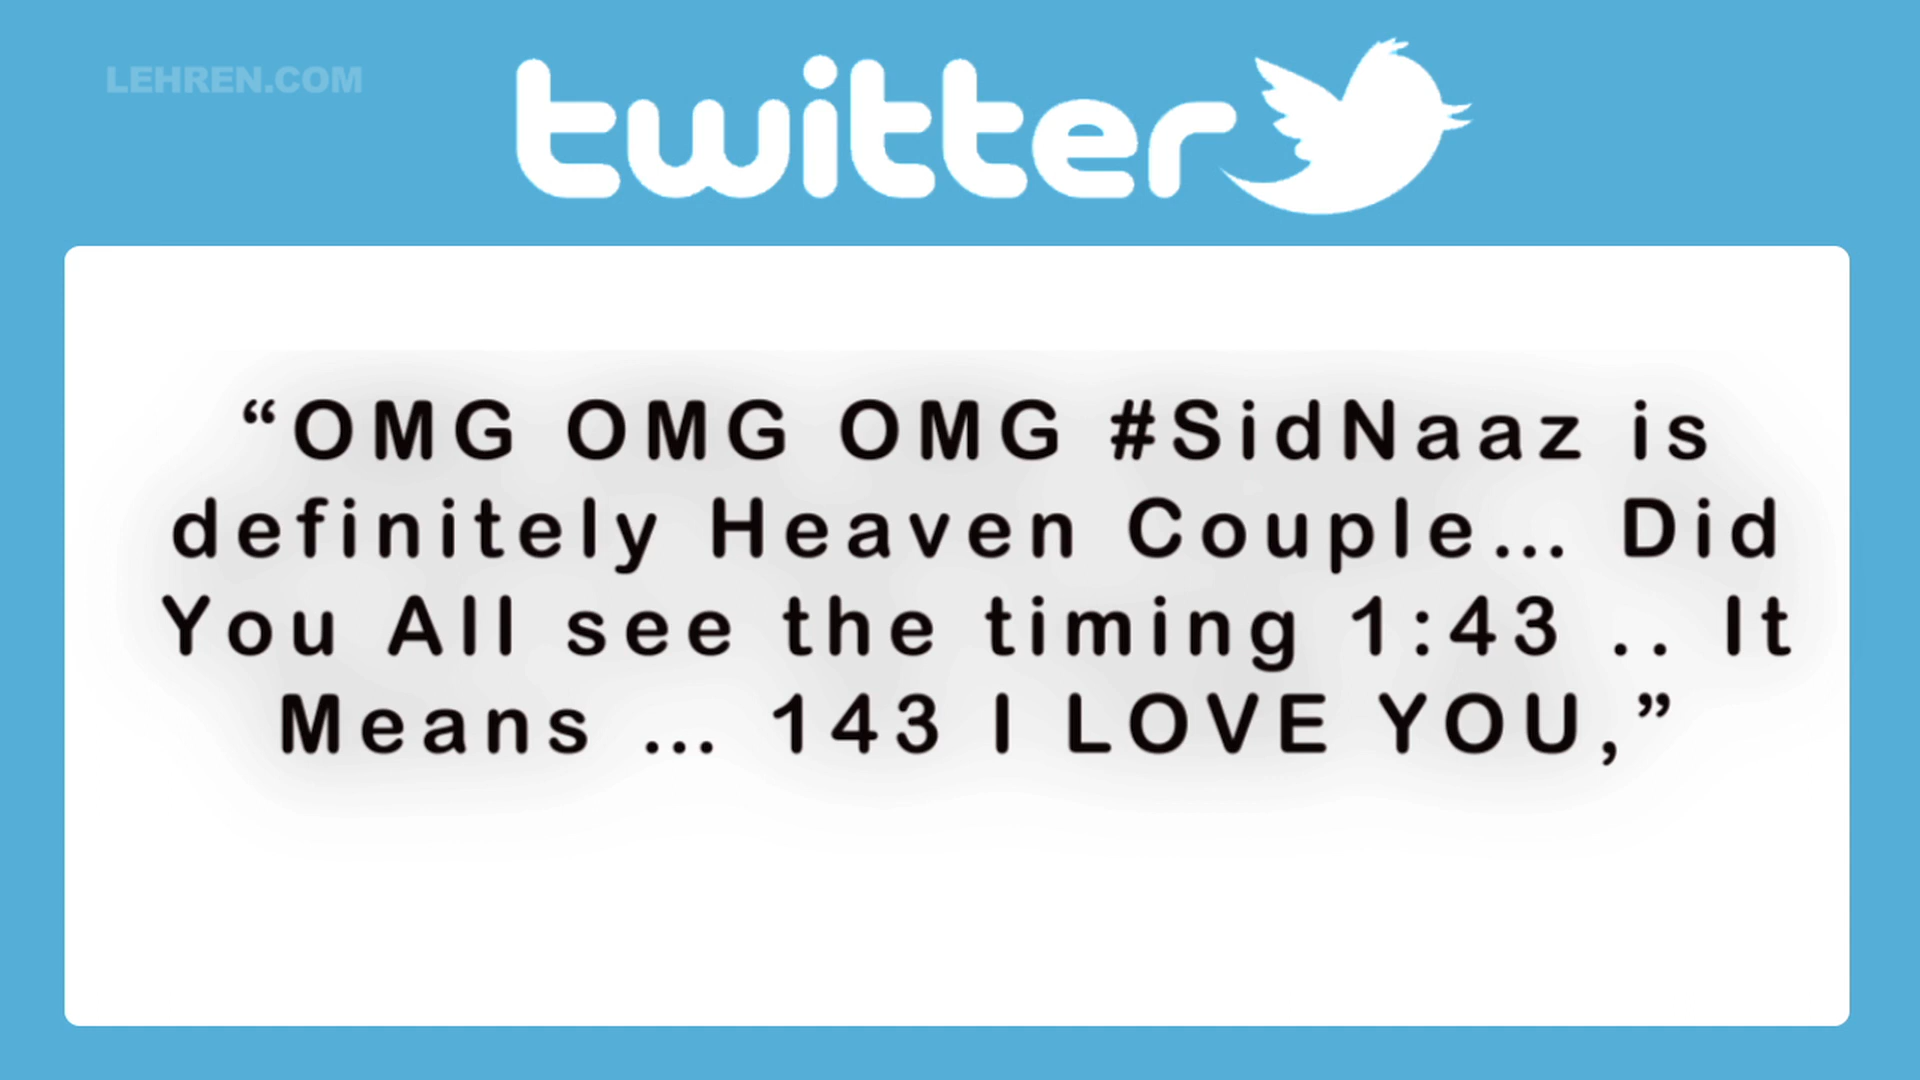 LEHREN.COM
twitter
“OMG OMG OMG #SidNaaz is
definitely Heaven Couple... Did
You All see the timing 1:43 .. It
Means ... 143 I LOVE YOU,”